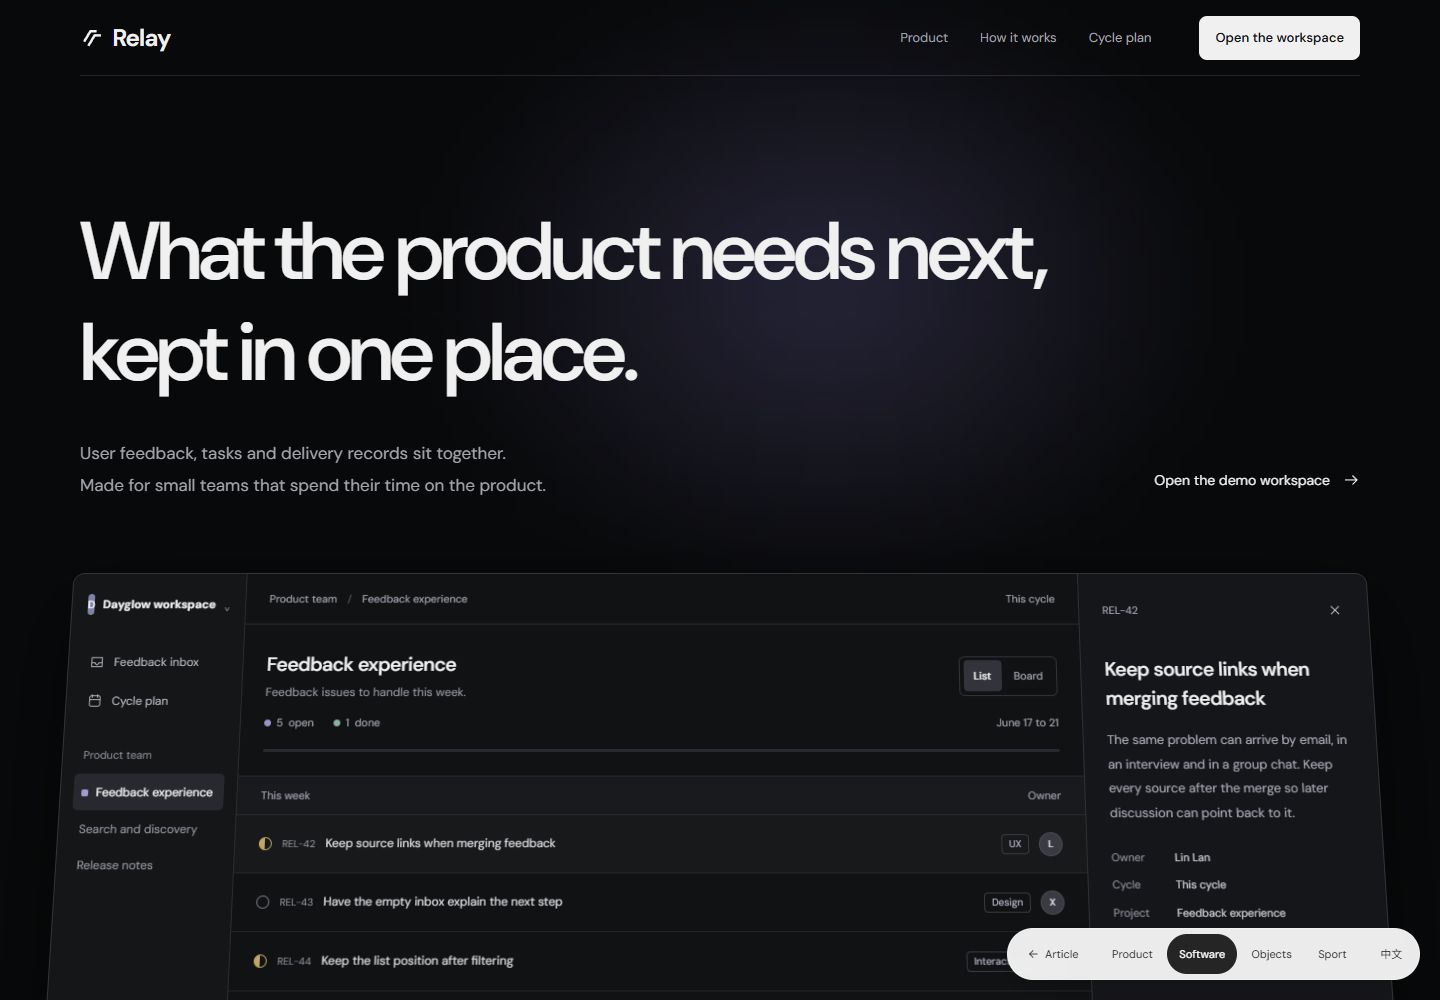 Relay
Product
How it works
Cycle plan
Open the workspace
What the product needs next,
kept in one place.
User feedback, tasks and delivery records sit together.
Made for small teams that spend their time on the product.
Open the demo workspace →
D Dayglow workspace
Feedback inbox
Cycle plan
Product team
Feedback experience
Search and discovery
Release notes
Product team / Feedback experience
This cycle
Feedback experience
Feedback issues to handle this week.
List
Board
5 open
1 done
June 17 to 21
This week
Owner
REL-42 Keep source links when merging feedback UX L
REL-43 Have the empty inbox explain the next step Design X
REL-44 Keep the list position after filtering
REL-42
Keep source links when
merging feedback
The same problem can arrive by email, in
an interview and in a group chat. Keep
every source after the merge so later
discussion can point back to it.
Owner Lin Lan
Cycle This cycle
Project Feedback experience
← Article
Product
Software
Objects
Sport
中文